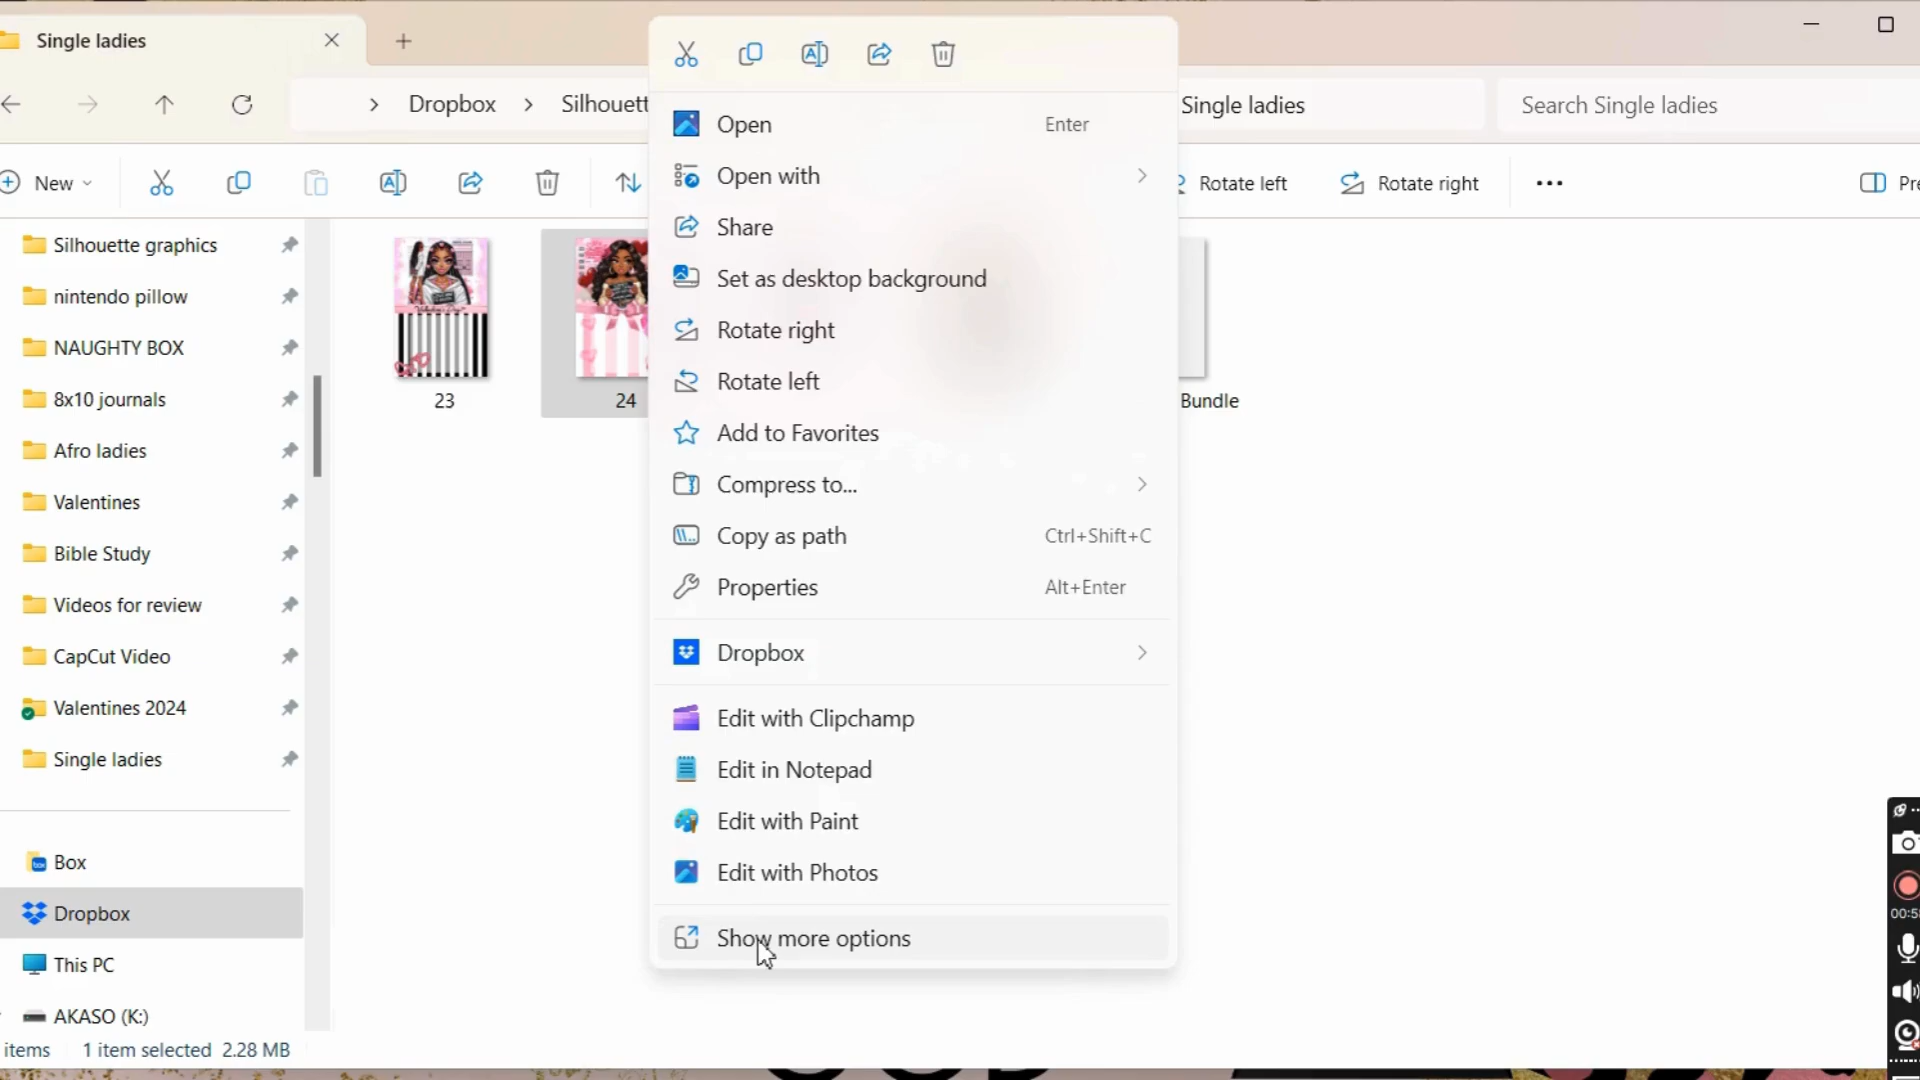 Single ladies
Dropbox
Silhouett
Single ladies
Search Single ladies
New
Rotate left
Rotate right
Pre
Silhouette graphics
nintendo pillow
NAUGHTY BOX
8x10 journals
Afro ladies
Valentines
Bible Study
Videos for review
CapCut Video
Valentines 2024
Single ladies
Box
Dropbox
This PC
AKASO (K:)
items 1 item selected 2.28 MB
23
24
Bundle
Open Enter
Open with
Share
Set as desktop background
Rotate right
Rotate left
Add to Favorites
Compress to...
Copy as path Ctrl+Shift+C
Properties Alt+Enter
Dropbox
Edit with Clipchamp
Edit in Notepad
Edit with Paint
Edit with Photos
Show more options